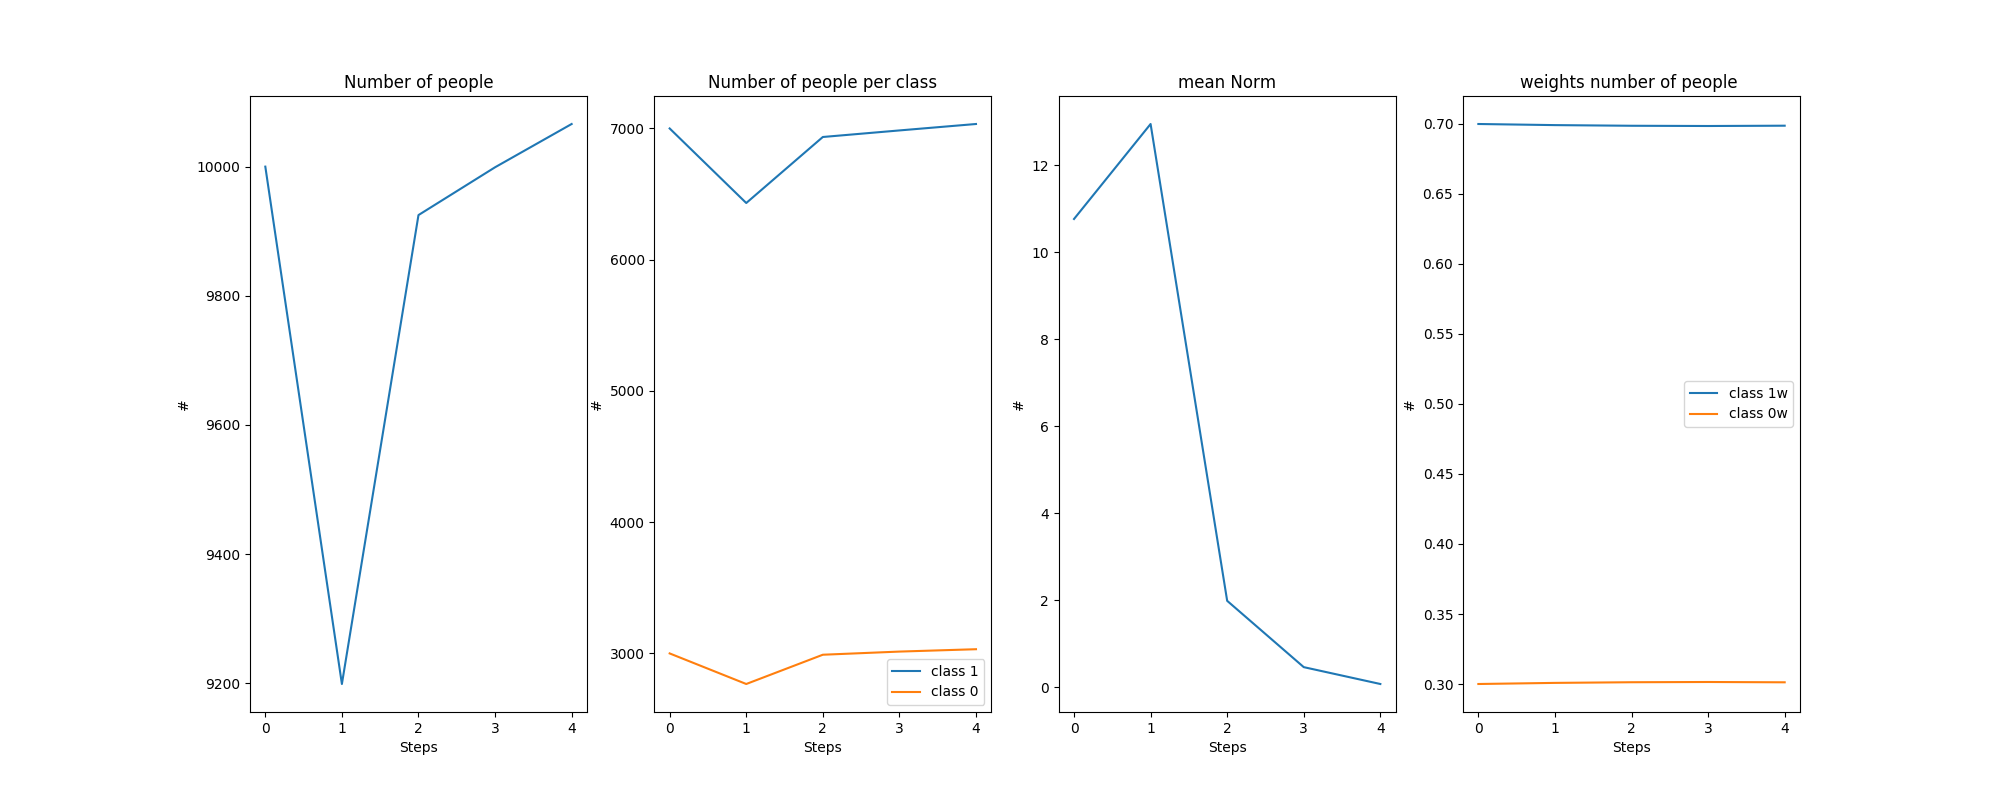 Number of people
10000
9800
9600
9400
9200
#
0 1 2 3 4
Steps
Number of people per class
7000
6000
5000
4000
3000
#
class 1
class 0
0 1 2 3 4
Steps
mean Norm
12
10
8
6
4
2
0
#
0 1 2 3 4
Steps
weights number of people
0.70
0.65
0.60
0.55
0.50
0.45
0.40
0.35
0.30
#
class 1w
class 0w
0 1 2 3 4
Steps